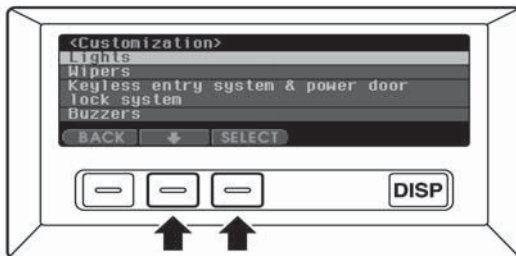 <Customization>
Lights
Wipers
Keyless entry system & power door
lock system
Buzzers
BACK SELECT
DISP